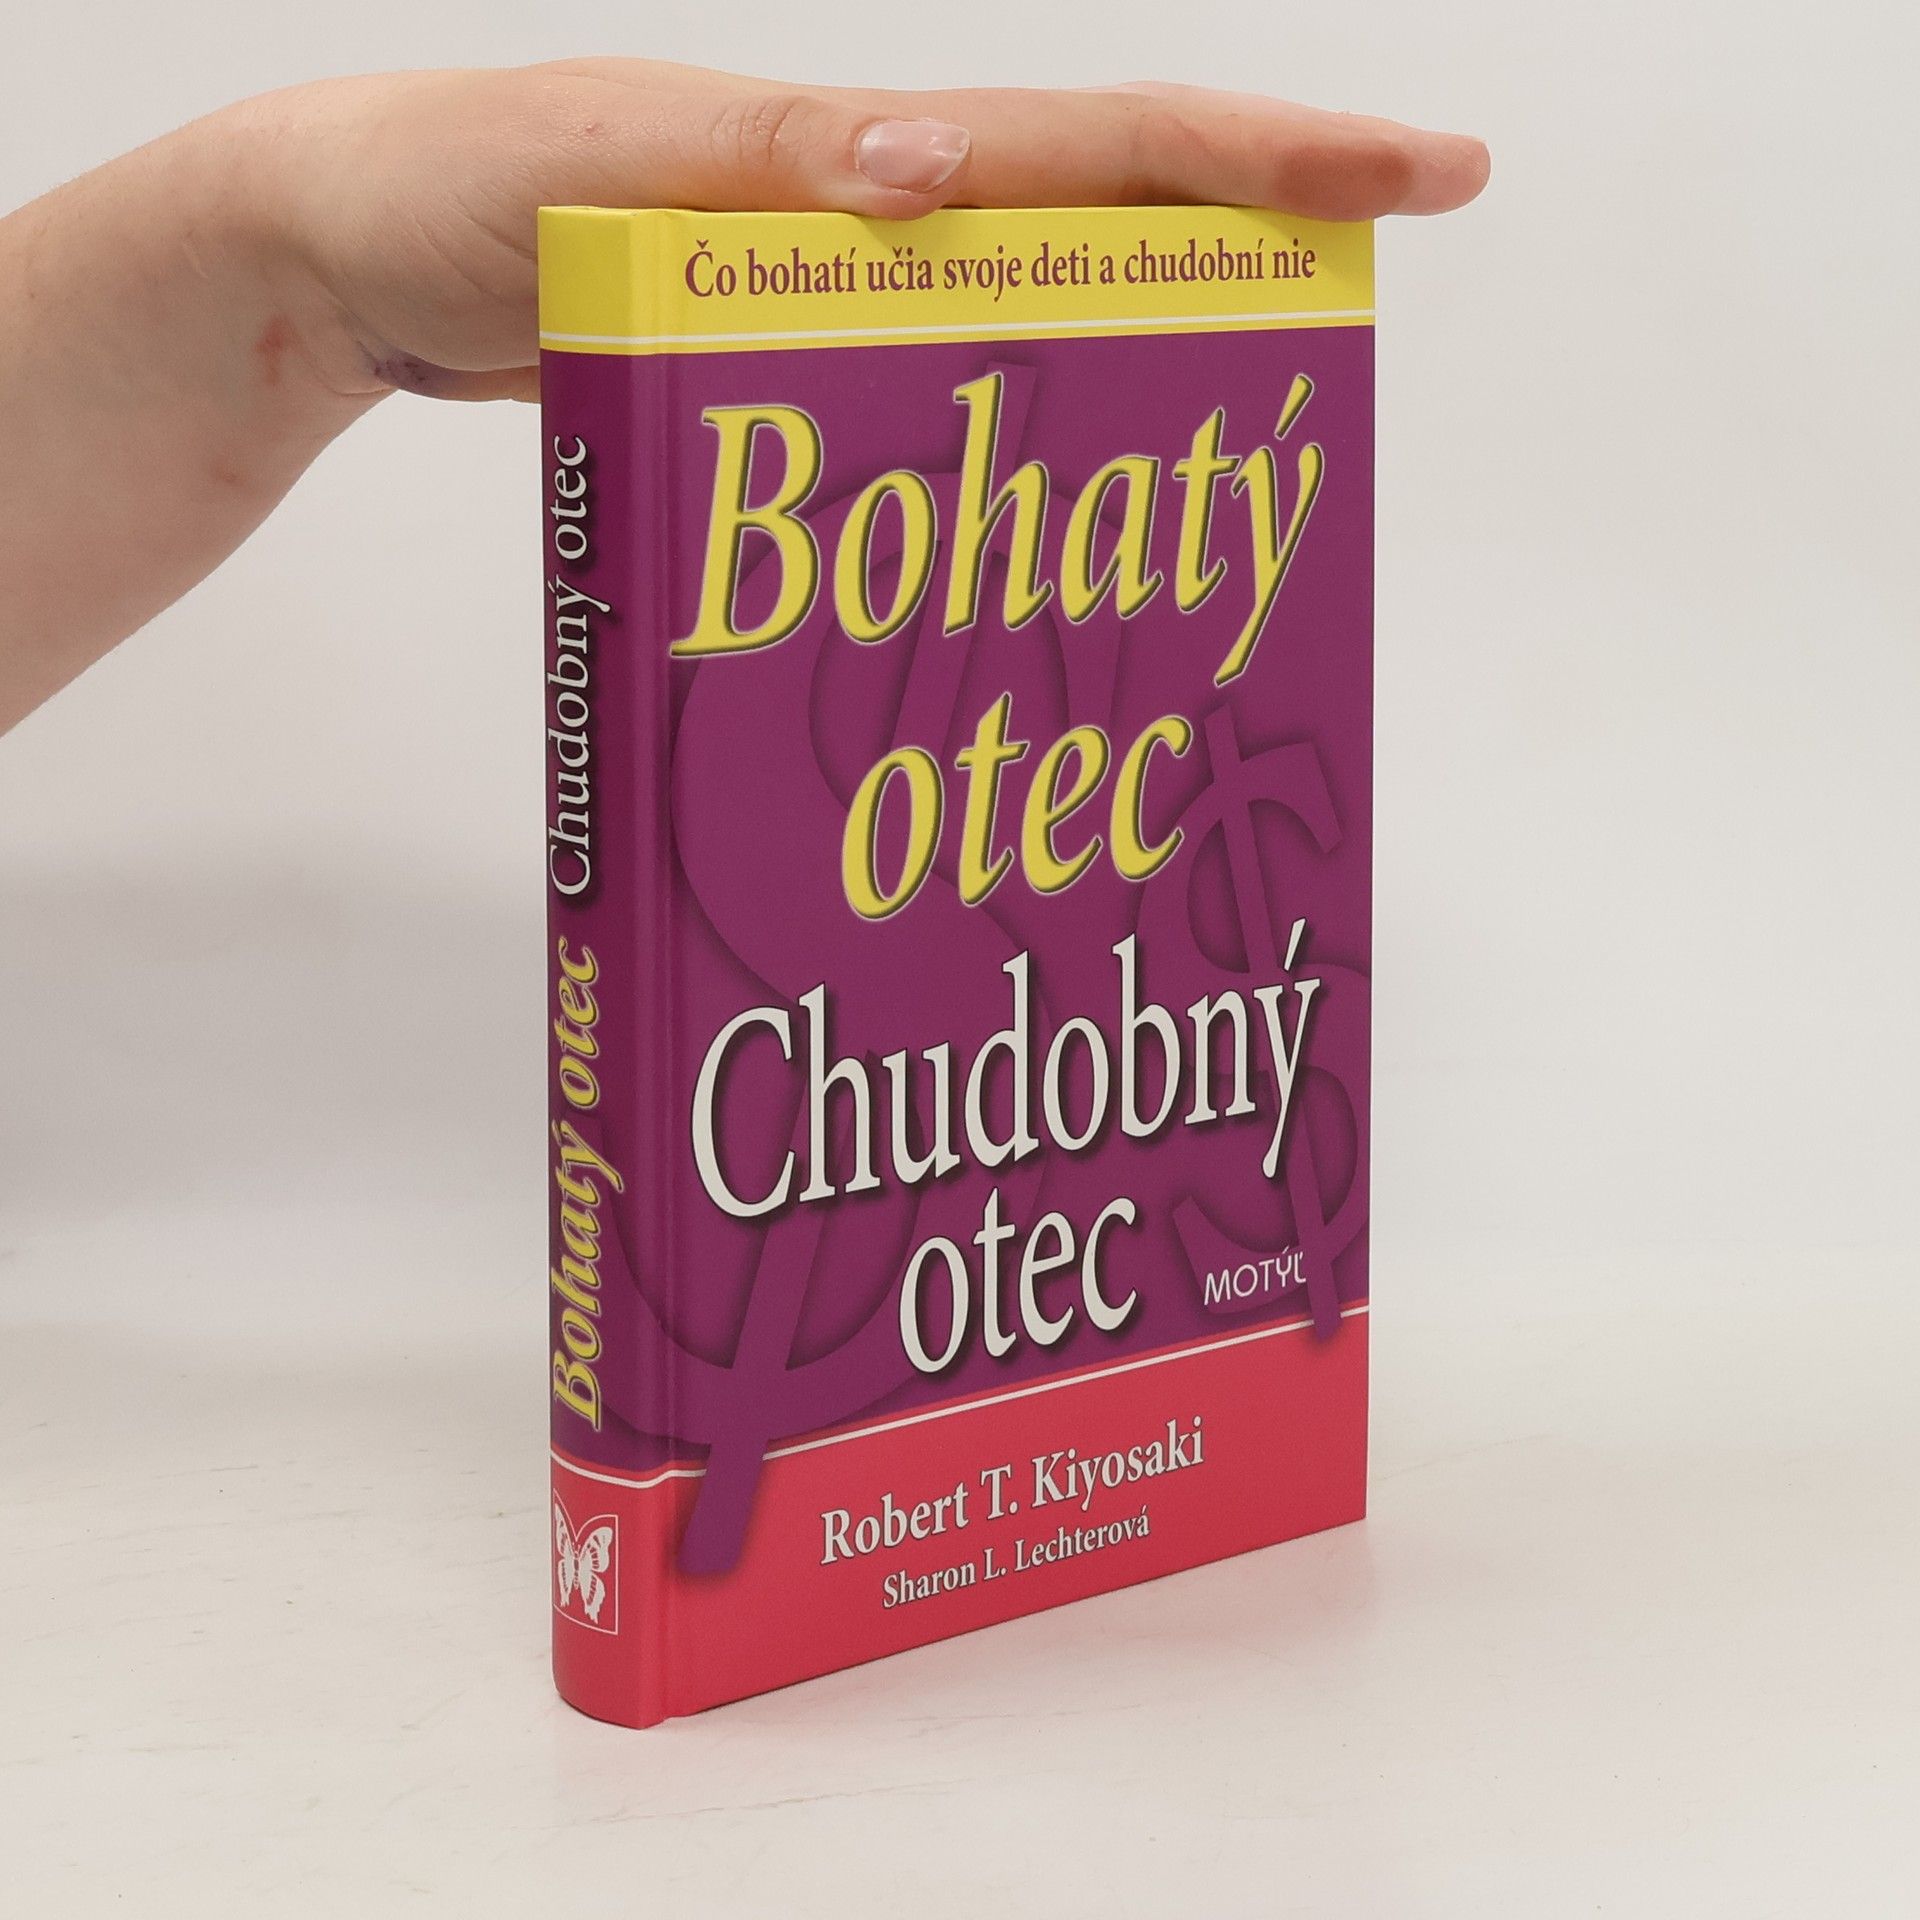 Čo bohatí učia svoje deti a chudobní nie
Bohatý
otec
Chudobný
otec
MOTÝĽ
Robert T. Kiyosaki
Sharon L. Lechterová
Bohatý otec Chudobný otec